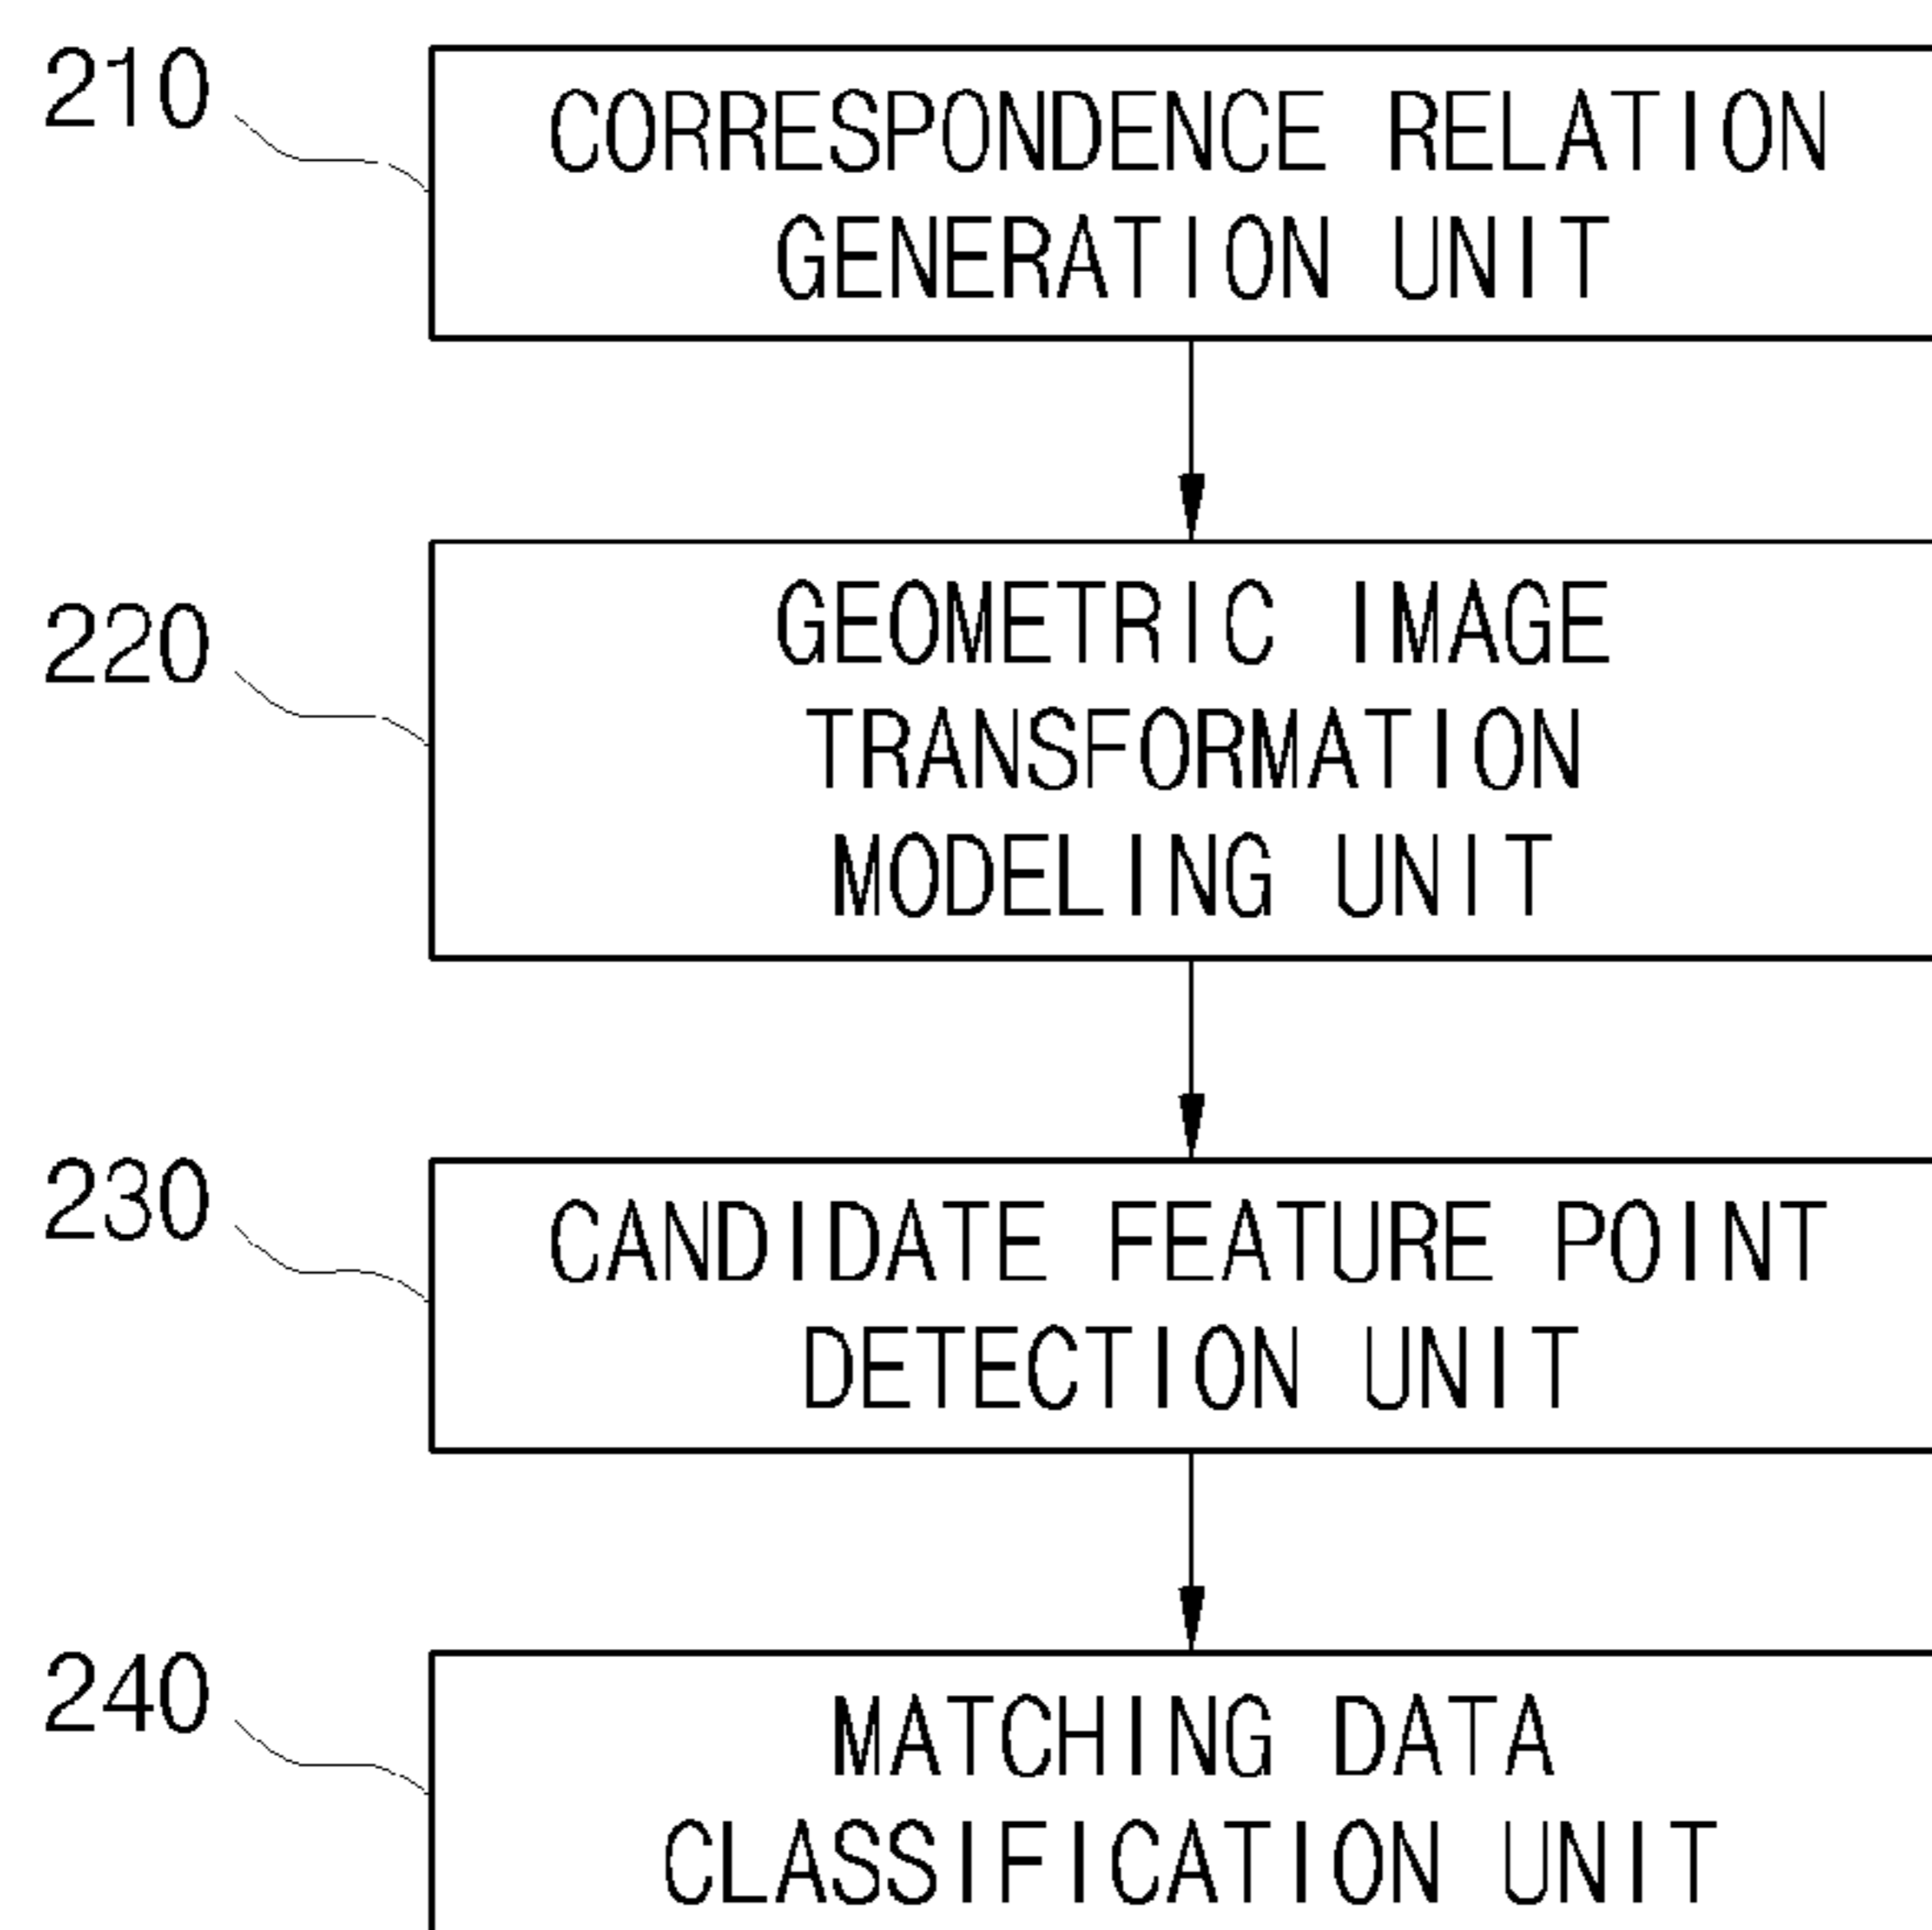 210
CORRESPONDENCE RELATION
GENERATION UNIT
220
GEOMETRIC IMAGE
TRANSFORMATION
MODELING UNIT
230
CANDIDATE FEATURE POINT
DETECTION UNIT
240
MATCHING DATA
CLASSIFICATION UNIT